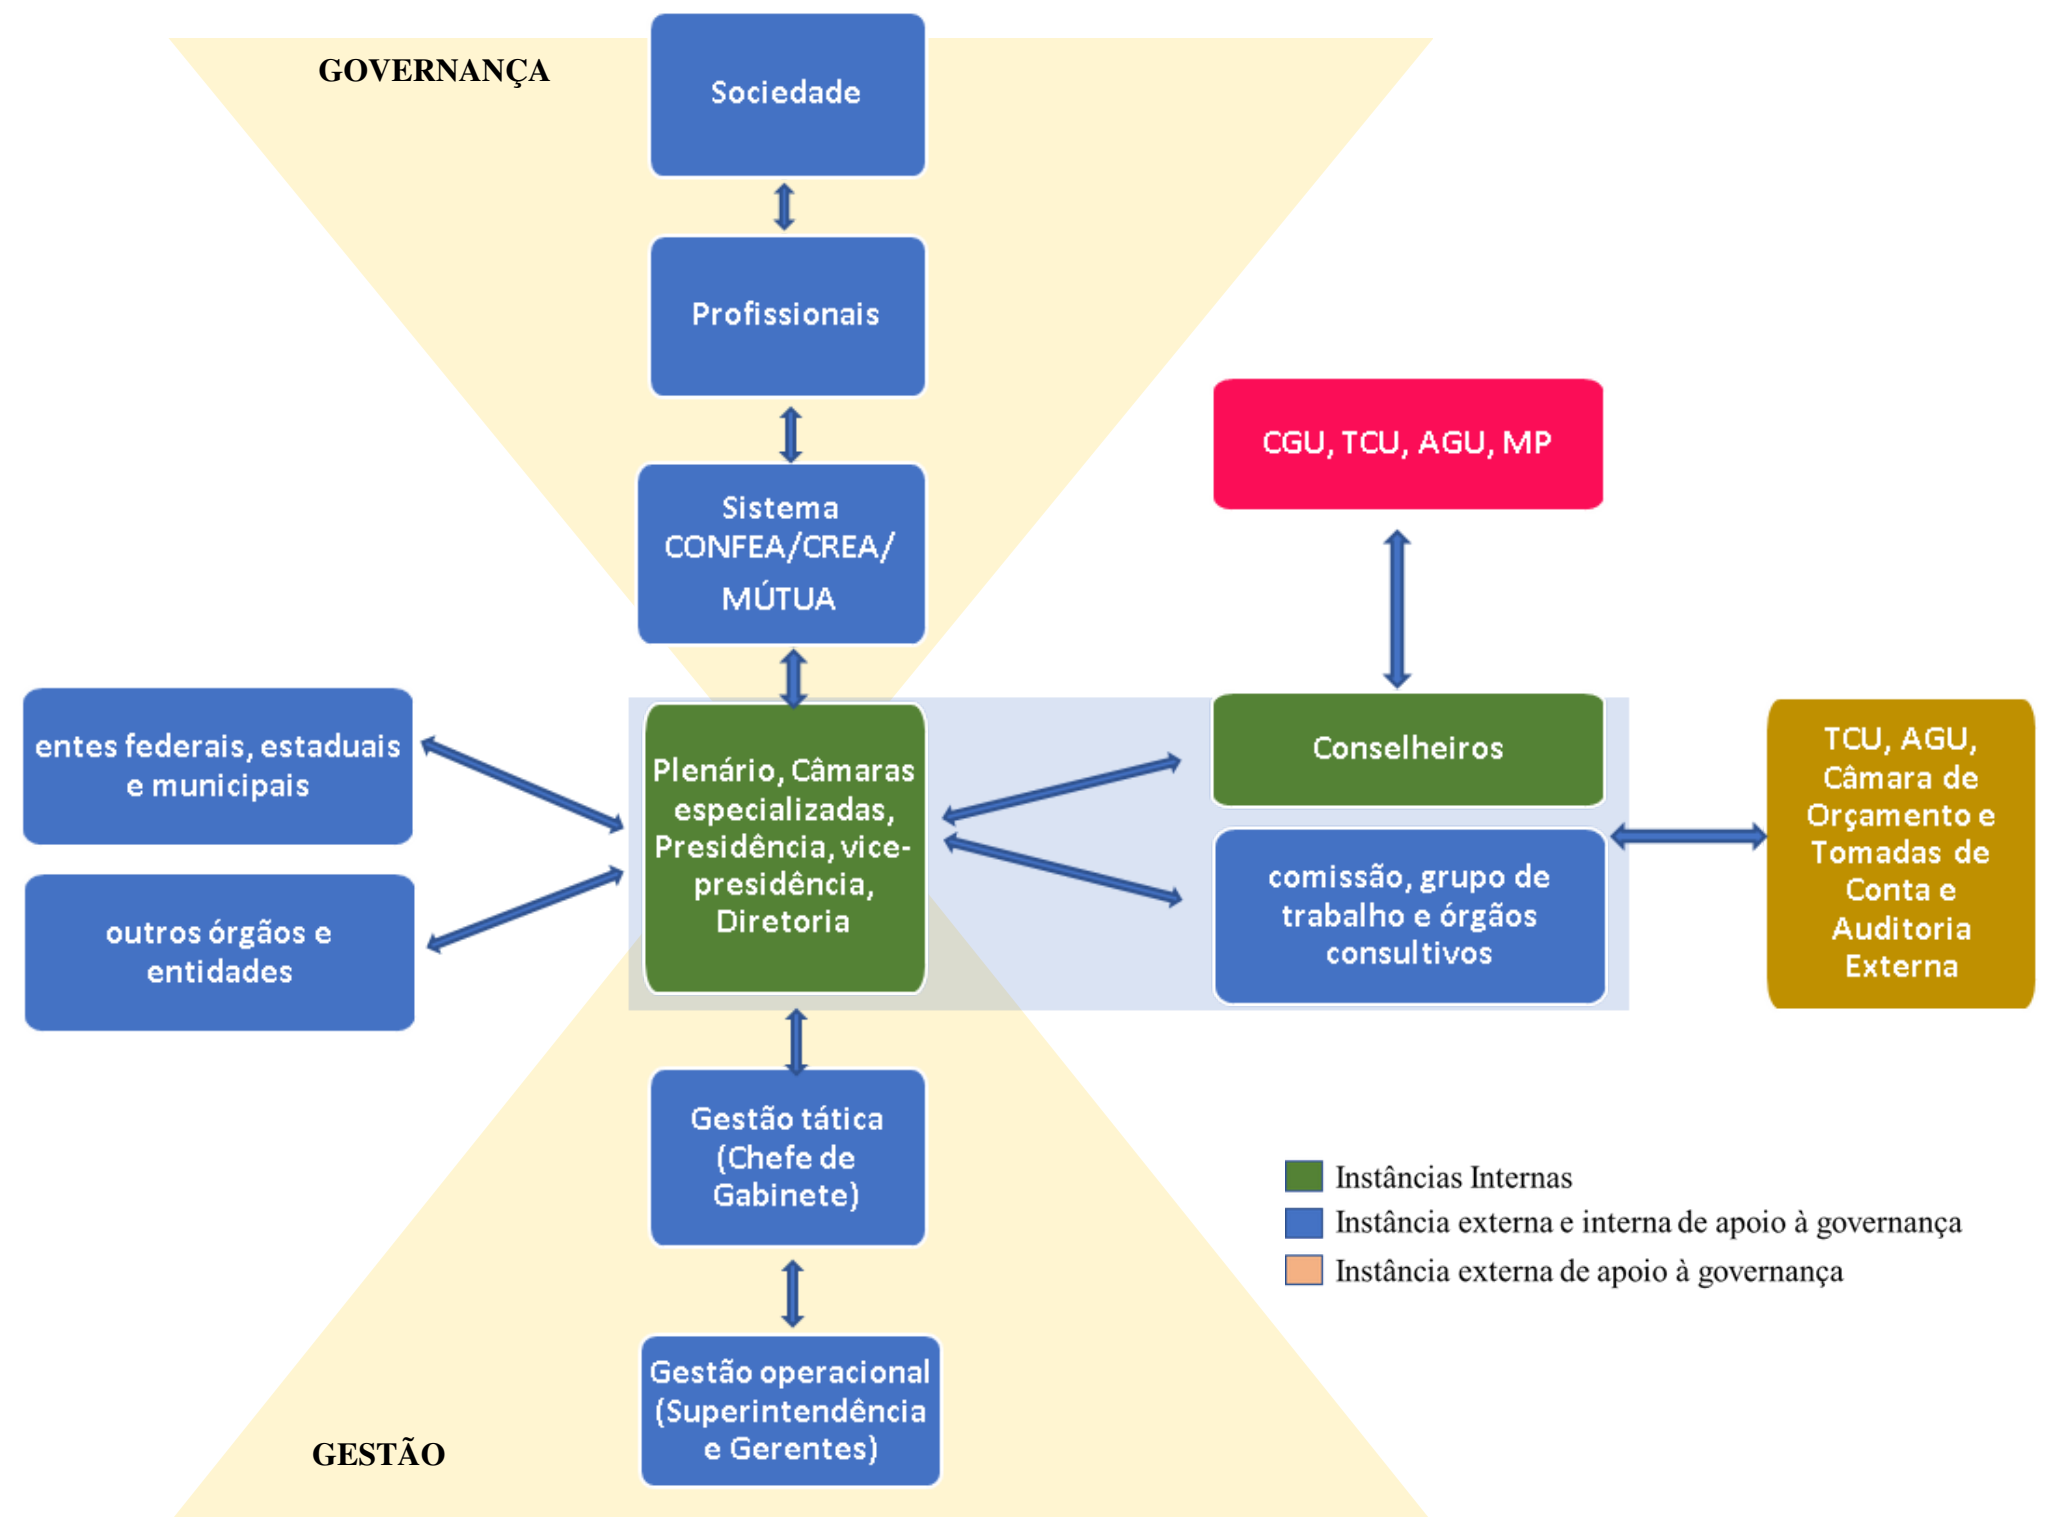 GOVERNANÇA
Sociedade
Profissionais
Sistema
CONFEA/CREA/
MÚTUA
CGU, TCU, AGU, MP
entes federais, estaduais
e municipais
outros órgãos e
entidades
Plenário, Câmaras
especializadas,
Presidência, vice-
presidência,
Diretoria
Conselheiros
comissão, grupo de
trabalho e órgãos
consultivos
TCU, AGU,
Câmara de
Orçamento e
Tomadas de
Conta e
Auditoria
Externa
Gestão tática
(Chefe de
Gabinete)
Gestão operacional
(Superintendência
e Gerentes)
GESTÃO
Instâncias Internas
Instância externa e interna de apoio à governança
Instância externa de apoio à governança